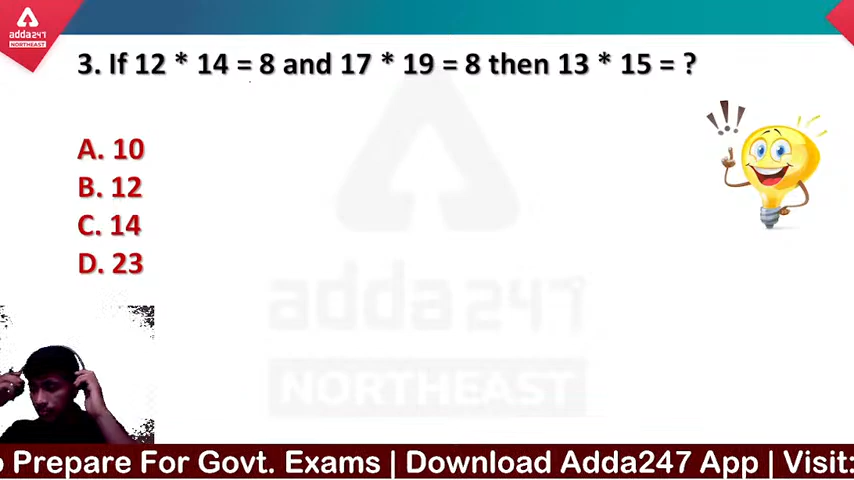 adda247
NORTHEAST
3. If 12 * 14 = 8 and 17 * 19 = 8 then 13 * 15 = ?
A. 10
B. 12
C. 14
D. 23
adda247
NORTHEAST
o Prepare For Govt. Exams | Download Adda247 App | Visit: